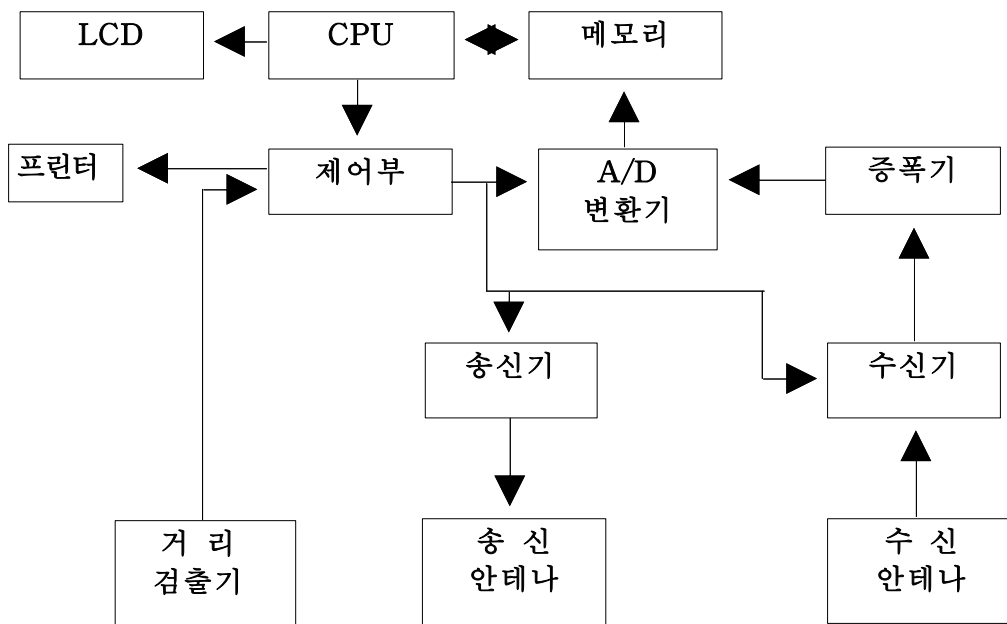 LCD
CPU
메모리
프린터
제어부
A/D
변환기
증폭기
송신기
수신기
거 리
검출기
송 신
안테나
수 신
안테나